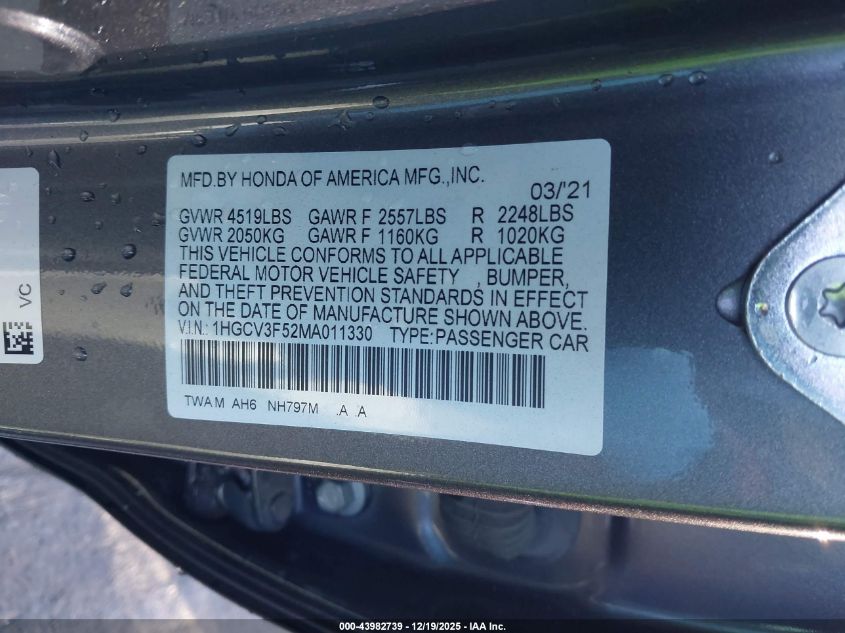 MFD.BY HONDA OF AMERICA MFG.,INC.
03/'21
GVWR 4519LBS GAWR F 2557LBS R 2248LBS
GVWR 2050KG GAWR F 1160KG R 1020KG
THIS VEHICLE CONFORMS TO ALL APPLICABLE
FEDERAL MOTOR VEHICLE SAFETY , BUMPER,
AND THEFT PREVENTION STANDARDS IN EFFECT
ON THE DATE OF MANUFACTURE SHOWN ABOVE.
V.I.N.: 1HGCV3F52MA011330 TYPE:PASSENGER CAR
TWA M AH6 NH797M .A .A
VC
000-43982739 – 12/19/2025 – IAA Inc.